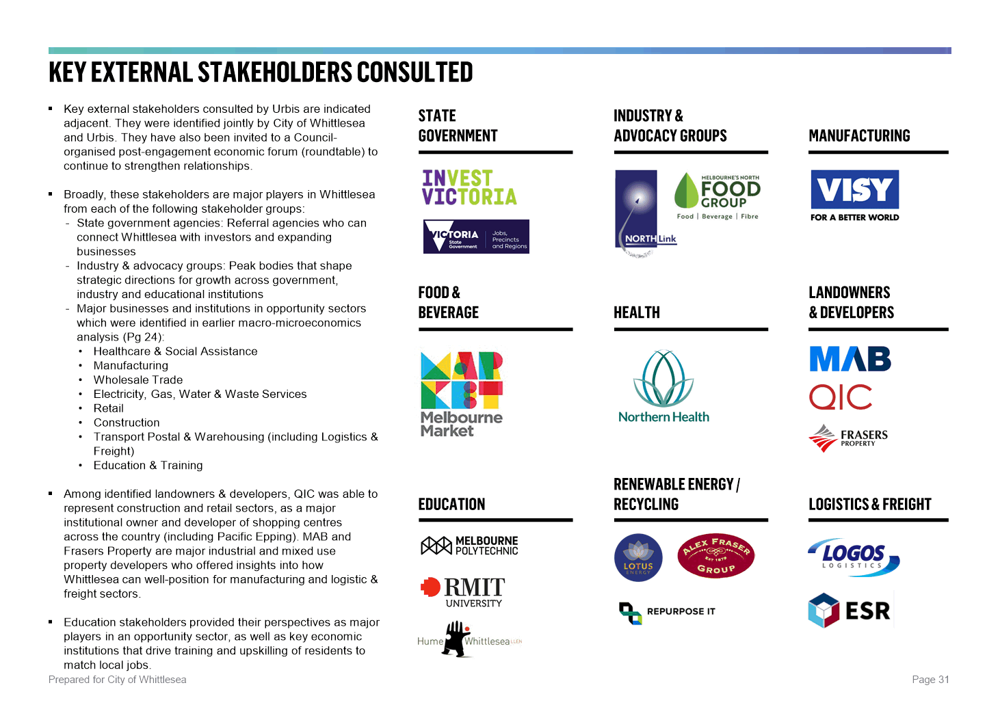 KEY EXTERNAL STAKEHOLDERS CONSULTED
▪ Key external stakeholders consulted by Urbis are indicated
adjacent. They were identified jointly by City of Whittlesea
and Urbis. They have also been invited to a Council-
organised post-engagement economic forum (roundtable) to
continue to strengthen relationships.
▪ Broadly, these stakeholders are major players in Whittlesea
from each of the following stakeholder groups:
- State government agencies: Referral agencies who can
connect Whittlesea with investors and expanding
businesses
- Industry & advocacy groups: Peak bodies that shape
strategic directions for growth across government,
industry and educational institutions
- Major businesses and institutions in opportunity sectors
which were identified in earlier macro-microeconomics
analysis (Pg 24):
• Healthcare & Social Assistance
• Manufacturing
• Wholesale Trade
• Electricity, Gas, Water & Waste Services
• Retail
• Construction
• Transport Postal & Warehousing (including Logistics &
Freight)
• Education & Training
▪ Among identified landowners & developers, QIC was able to
represent construction and retail sectors, as a major
institutional owner and developer of shopping centres
across the country (including Pacific Epping). MAB and
Frasers Property are major industrial and mixed use
property developers who offered insights into how
Whittlesea can well-position for manufacturing and logistic &
freight sectors.
▪ Education stakeholders provided their perspectives as major
players in an opportunity sector, as well as key economic
institutions that drive training and upskilling of residents to
match local jobs.
STATE
GOVERNMENT
INVEST
VICTORIA
VICTORIA
State
Government
Jobs,
Precincts
and Regions
INDUSTRY &
ADVOCACY GROUPS
NORTHLink
MELBOURNE'S NORTH
FOOD
GROUP
Food | Beverage | Fibre
MANUFACTURING
VISY
FOR A BETTER WORLD
FOOD &
BEVERAGE
MAR
KET
Melbourne
Market
HEALTH
Northern Health
LANDOWNERS
& DEVELOPERS
MAB
QIC
FRASERS
PROPERTY
EDUCATION
MELBOURNE
POLYTECHNIC
RMIT
UNIVERSITY
Hume Whittlesea LLEN
RENEWABLE ENERGY /
RECYCLING
LOTUS
ENERGY
ALEX FRASER
EST 1879
GROUP
REPURPOSE IT
LOGISTICS & FREIGHT
LOGOS
LOGISTICS
ESR
Prepared for City of Whittlesea
Page 31